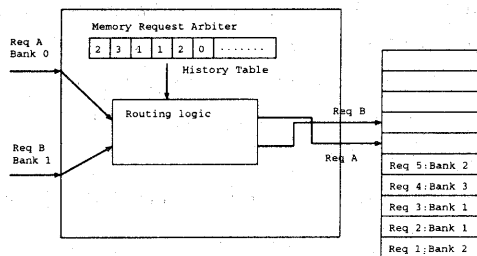 Memory Request Arbiter
2 3 4 1 2 0 ........
History Table
Req A
Bank 0
Routing logic
Req B
Bank 1
Req B
Req A
Req 5:Bank 2
Req 4:Bank 3
Req 3:Bank 1
Req 2:Bank 1
Req 1:Bank 2